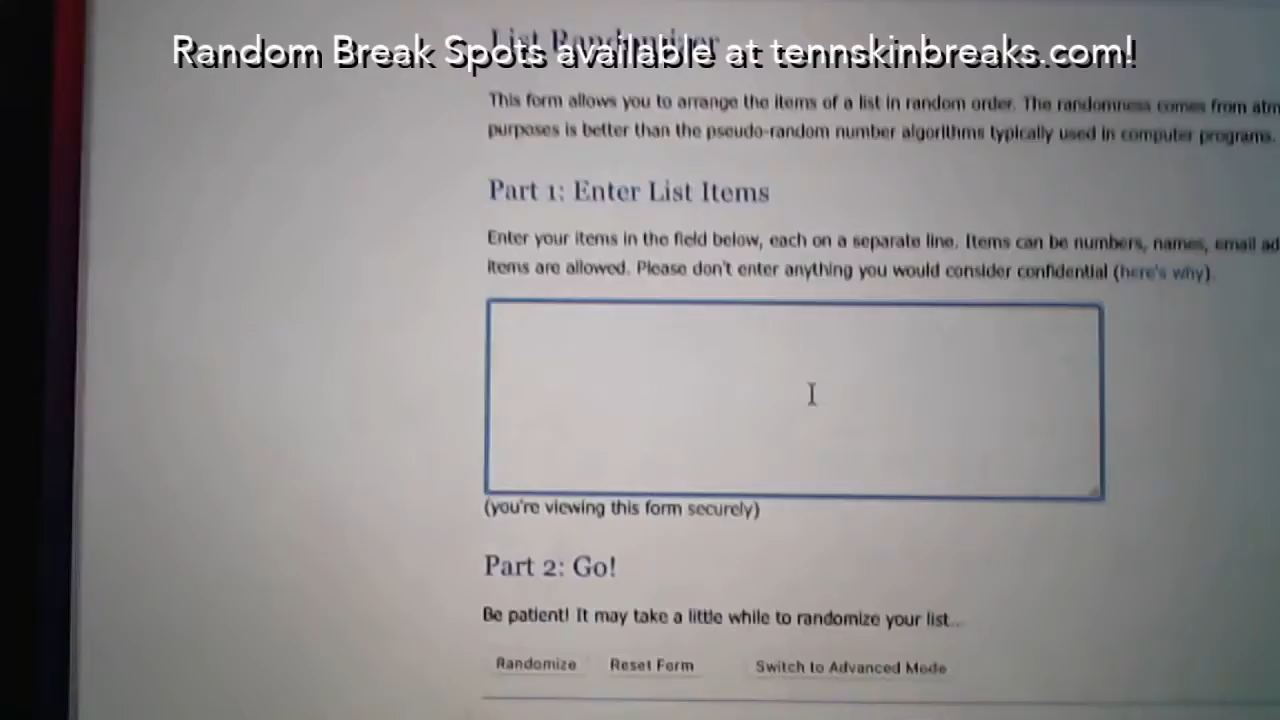 Random Break Spots available at tennskinbreaks.com!
List Randomizer
This form allows you to arrange the items of a list in random order. The randomness comes from
purposes is better than the pseudo-random number algorithms typically used in computer programs.
Part 1: Enter List Items
Enter your items in the field below, each on a separate line. Items can be numbers, names, email
items are allowed. Please don't enter anything you would consider confidential (here's why).
(you're viewing this form securely)
Part 2: Go!
Be patient! It may take a little while to randomize your list...
Randomize Reset Form Switch to Advanced Mode